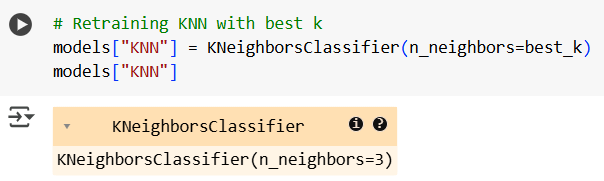 # Retraining KNN with best k
models["KNN"] = KNeighborsClassifier(n_neighbors=best_k)
models["KNN"]
KNeighborsClassifier i ?
KNeighborsClassifier(n_neighbors=3)